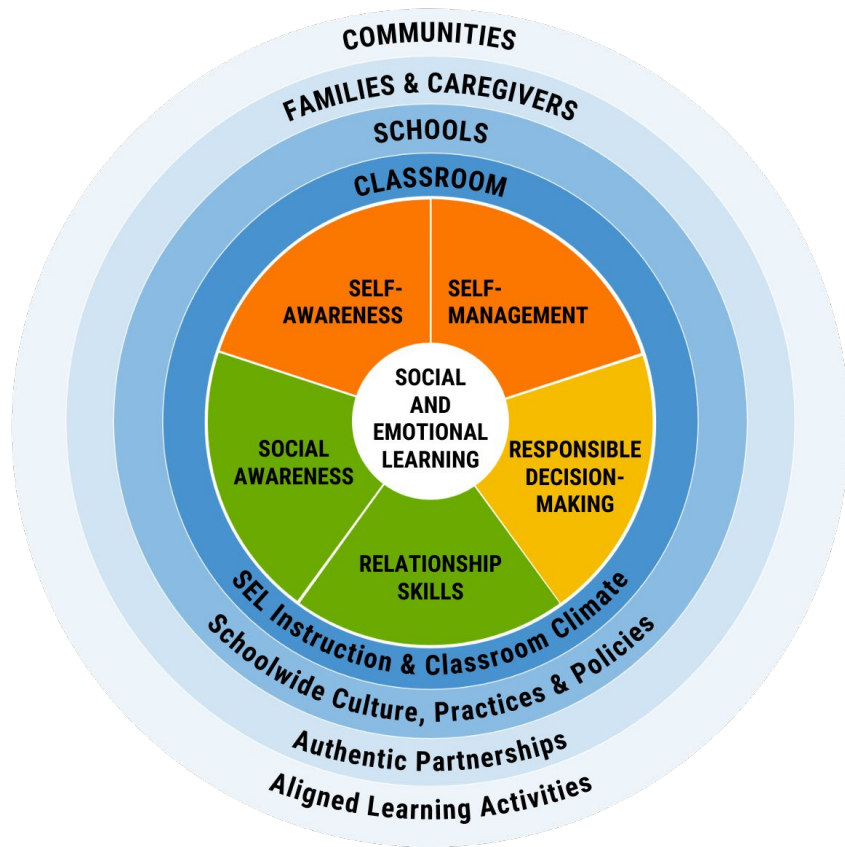 COMMUNITIES
FAMILIES & CAREGIVERS
SCHOOLS
CLASSROOM
SELF-
AWARENESS
SELF-
MANAGEMENT
SOCIAL
AND
EMOTIONAL
LEARNING
SOCIAL
AWARENESS
RESPONSIBLE
DECISION-
MAKING
RELATIONSHIP
SKILLS
SEL Instruction & Classroom Climate
Schoolwide Culture, Practices & Policies
Authentic Partnerships
Aligned Learning Activities